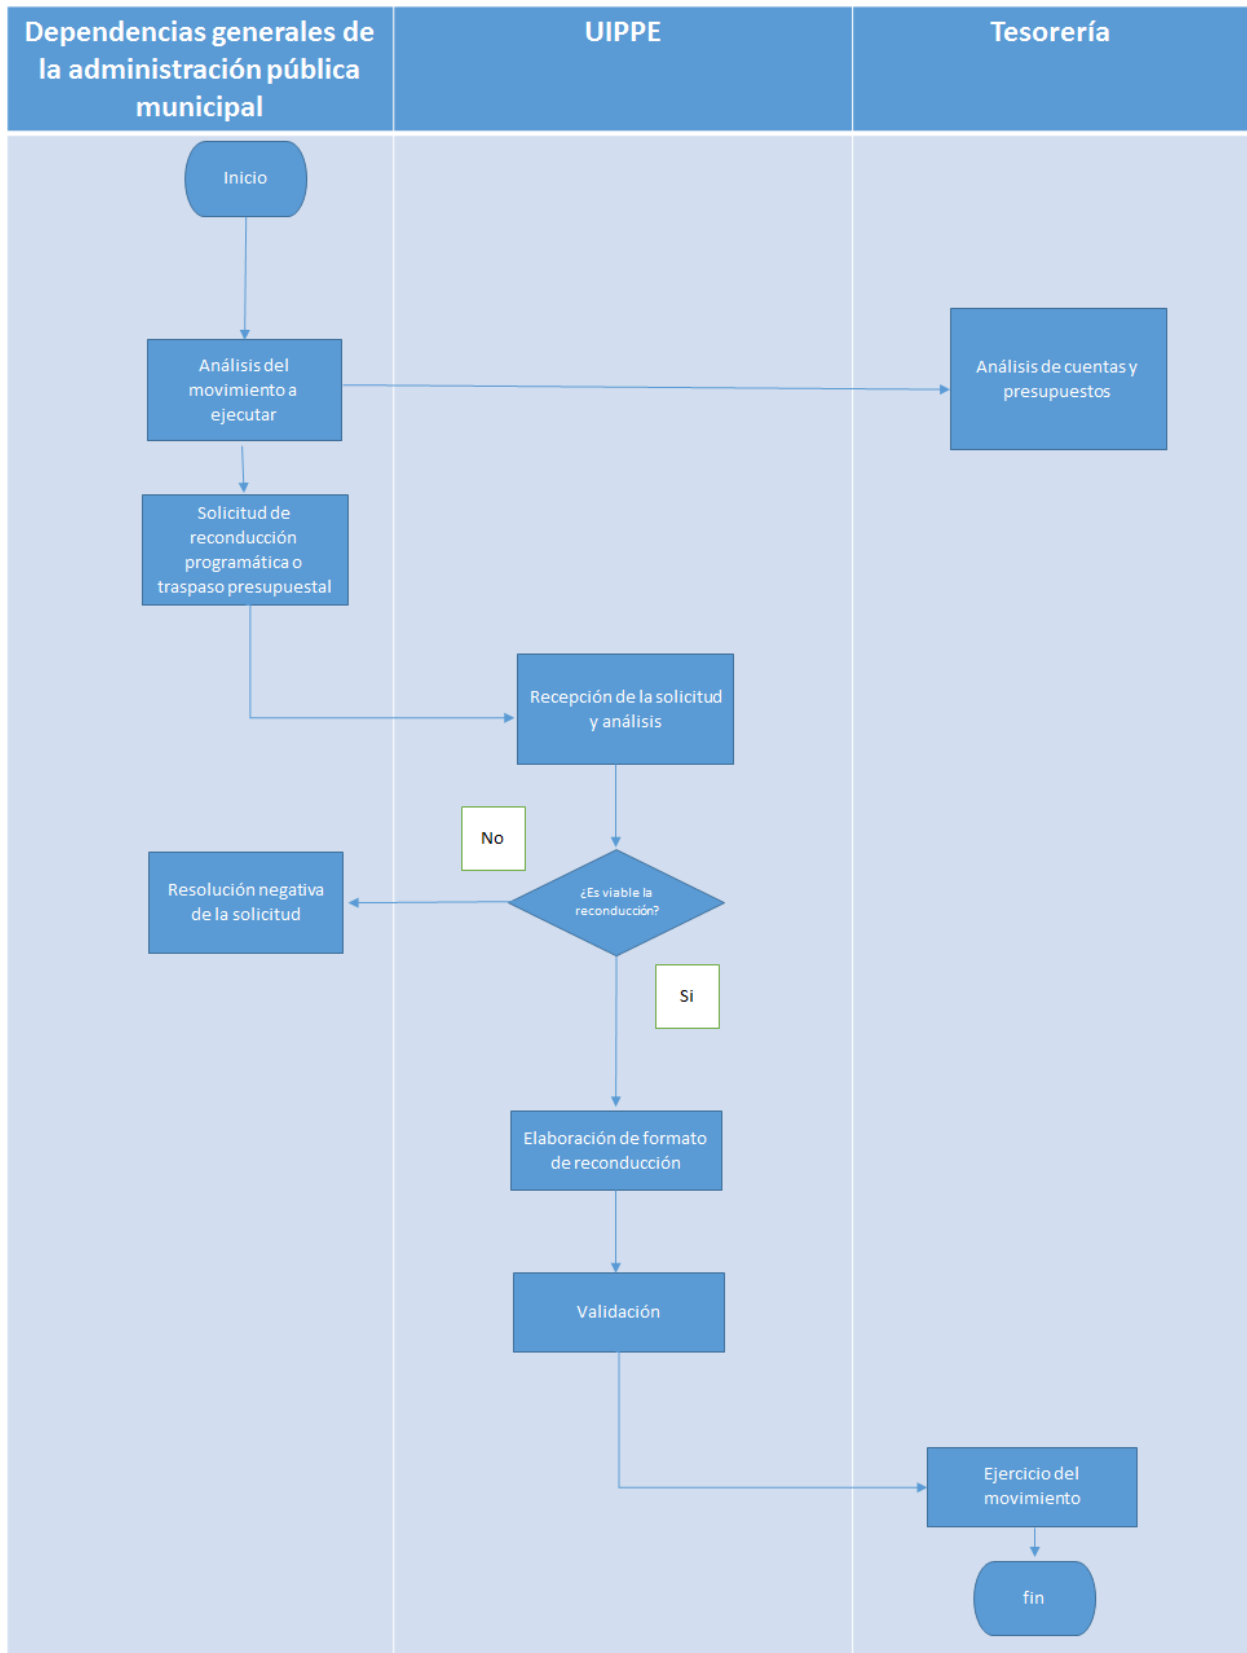 Dependencias generales de
la administración pública
municipal
UIPPE
Tesorería
Inicio
Análisis del
movimiento a
ejecutar
Análisis de cuentas y
presupuestos
Solicitud de
reconducción
programática o
traspaso presupuestal
Recepción de la solicitud
y análisis
No
Resolución negativa
de la solicitud
¿Es viable la
reconducción?
Si
Elaboración de formato
de reconducción
Validación
Ejercicio del
movimiento
fin